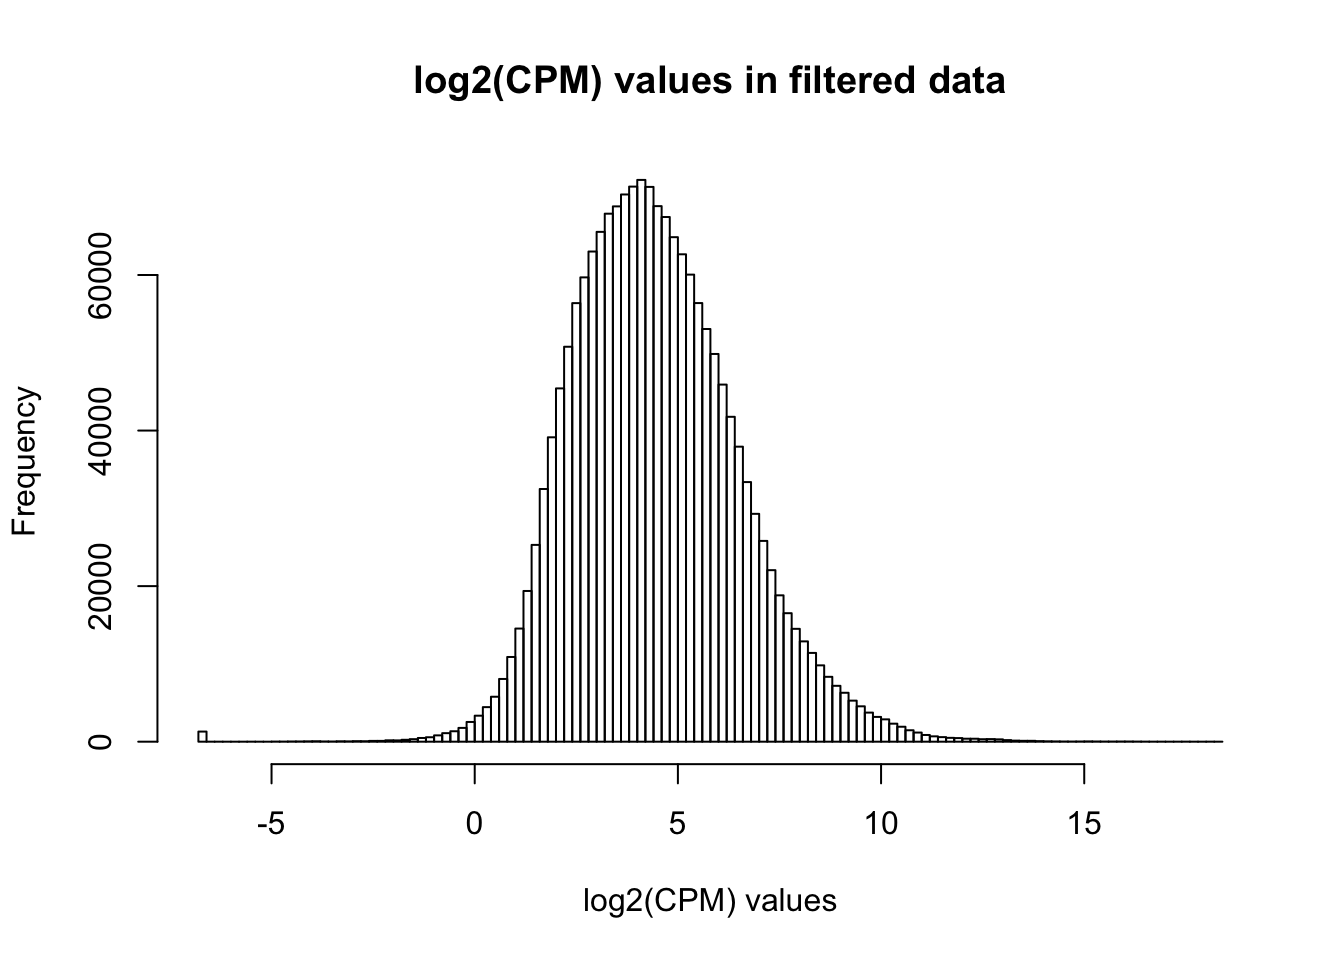 log2(CPM) values in filtered data
Frequency
60000
40000
20000
0
-5 0 5 10 15
log2(CPM) values